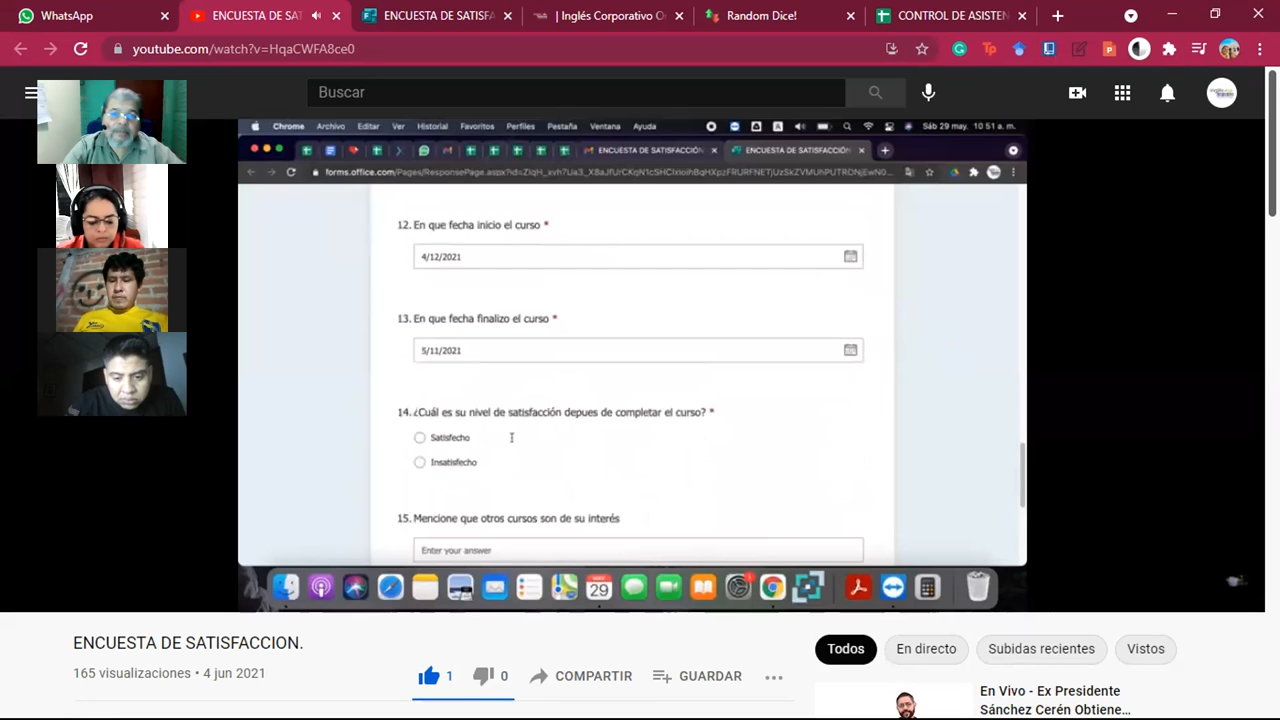 WhatsApp
ENCUESTA DE SAT
ENCUESTA DE SATISFA
| Inglés Corporativo O
Random Dice!
CONTROL DE ASISTEN
youtube.com/watch?v=HqaCWFA8ce0
Buscar
Chrome Archivo Editar Ver Historial Favoritos Perfiles Pestaña Ventana Ayuda
Sáb 29 may. 10 51 a. m.
ENCUESTA DE SATISFACCIÓN
ENCUESTA DE SATISFACCIÓN
12. En que fecha inicio el curso *
4/12/2021
13. En que fecha finalizo el curso *
5/11/2021
14. ¿Cuál es su nivel de satisfacción depues de completar el curso? *
Satisfecho
Insatisfecho
15. Mencione que otros cursos son de su interés
Enter your answer
29
ENCUESTA DE SATISFACCION.
165 visualizaciones • 4 jun 2021
1
0
COMPARTIR
GUARDAR
Todos
En directo
Subidas recientes
Vistos
En Vivo - Ex Presidente
Sánchez Cerén Obtiene...